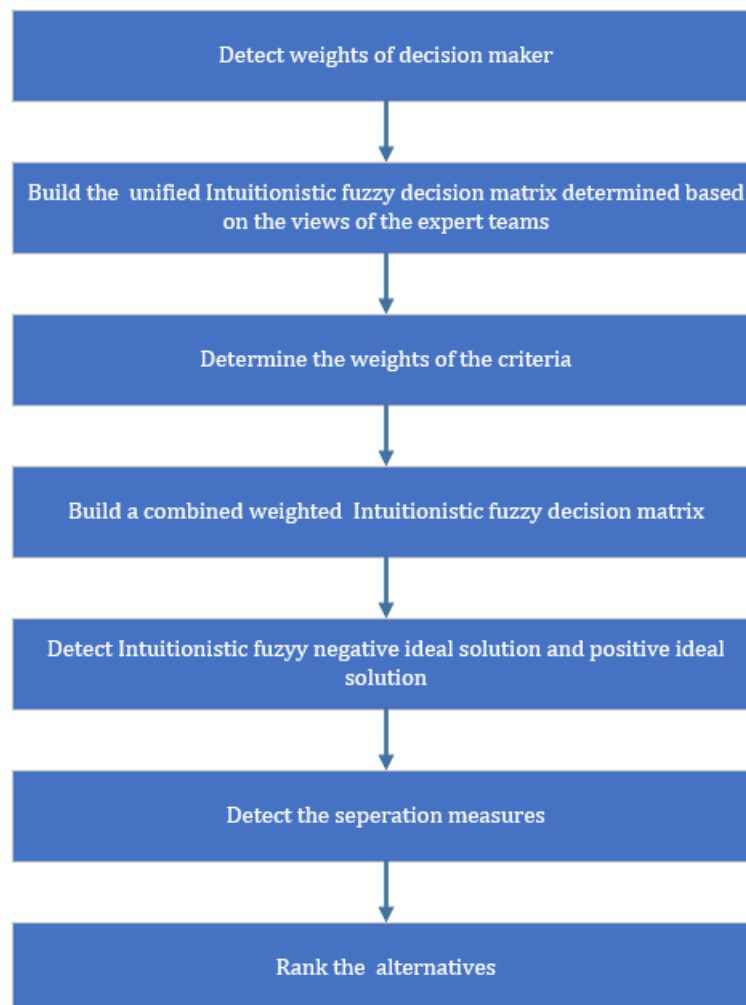 Detect weights of decision maker
Build the  unified Intuitionistic fuzzy decision matrix determined based
on the views of the expert teams
Determine the weights of the criteria
Build a combined weighted  Intuitionistic fuzzy decision matrix
Detect Intuitionistic fuzyy negative ideal solution and positive ideal
solution
Detect the seperation measures
Rank the  alternatives